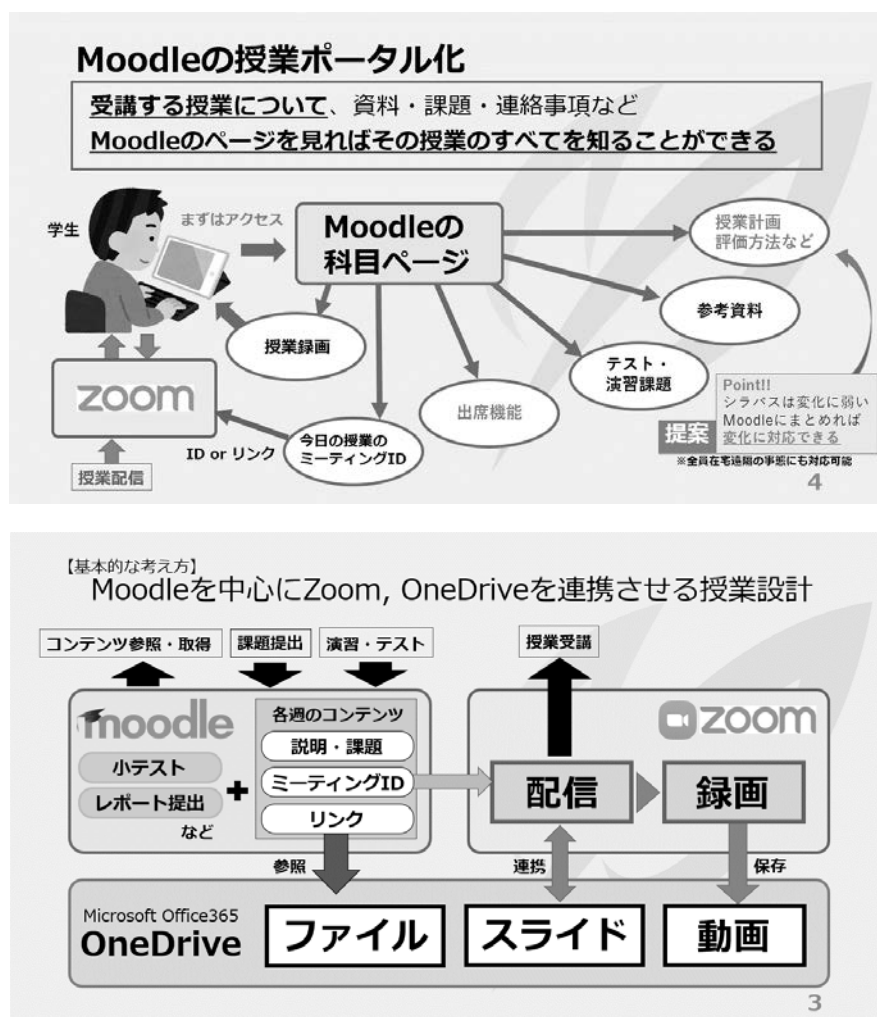 Moodleの授業ポータル化
受講する授業について、資料・課題・連絡事項など
Moodleのページを見ればその授業のすべてを知ることができる
学生
まずはアクセス
Moodleの
科目ページ
授業計画
評価方法など
参考資料
テスト・
演習課題
出席機能
今日の授業の
ミーティングID
授業録画
zoom
ID or リンク
授業配信
提案
Point!!
シラバスは変化に弱い
Moodleにまとめれば
変化に対応できる
※全員在宅遠隔の事態にも対応可能
4
【基本的な考え方】
Moodleを中心にZoom, OneDriveを連携させる授業設計
コンテンツ参照・取得
課題提出
演習・テスト
授業受講
moodle
小テスト
レポート提出
など
+
各週のコンテンツ
説明・課題
ミーティングID
リンク
zoom
配信
録画
参照
連携
保存
Microsoft Office365
OneDrive
ファイル
スライド
動画
3